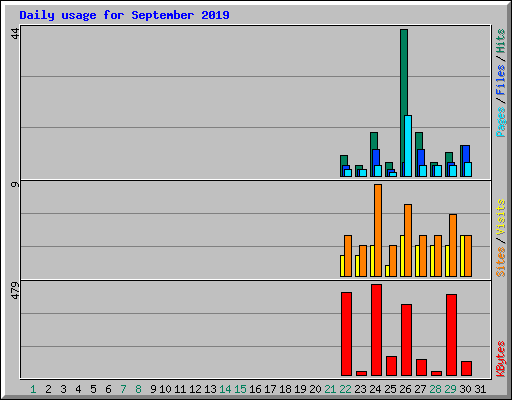 Daily usage for September 2019
44
Pages / Files / Hits
9
Sites / Visits
479
KBytes
1 2 3 4 5 6 7 8 9 10 11 12 13 14 15 16 17 18 19 20 21 22 23 24 25 26 27 28 29 30 31